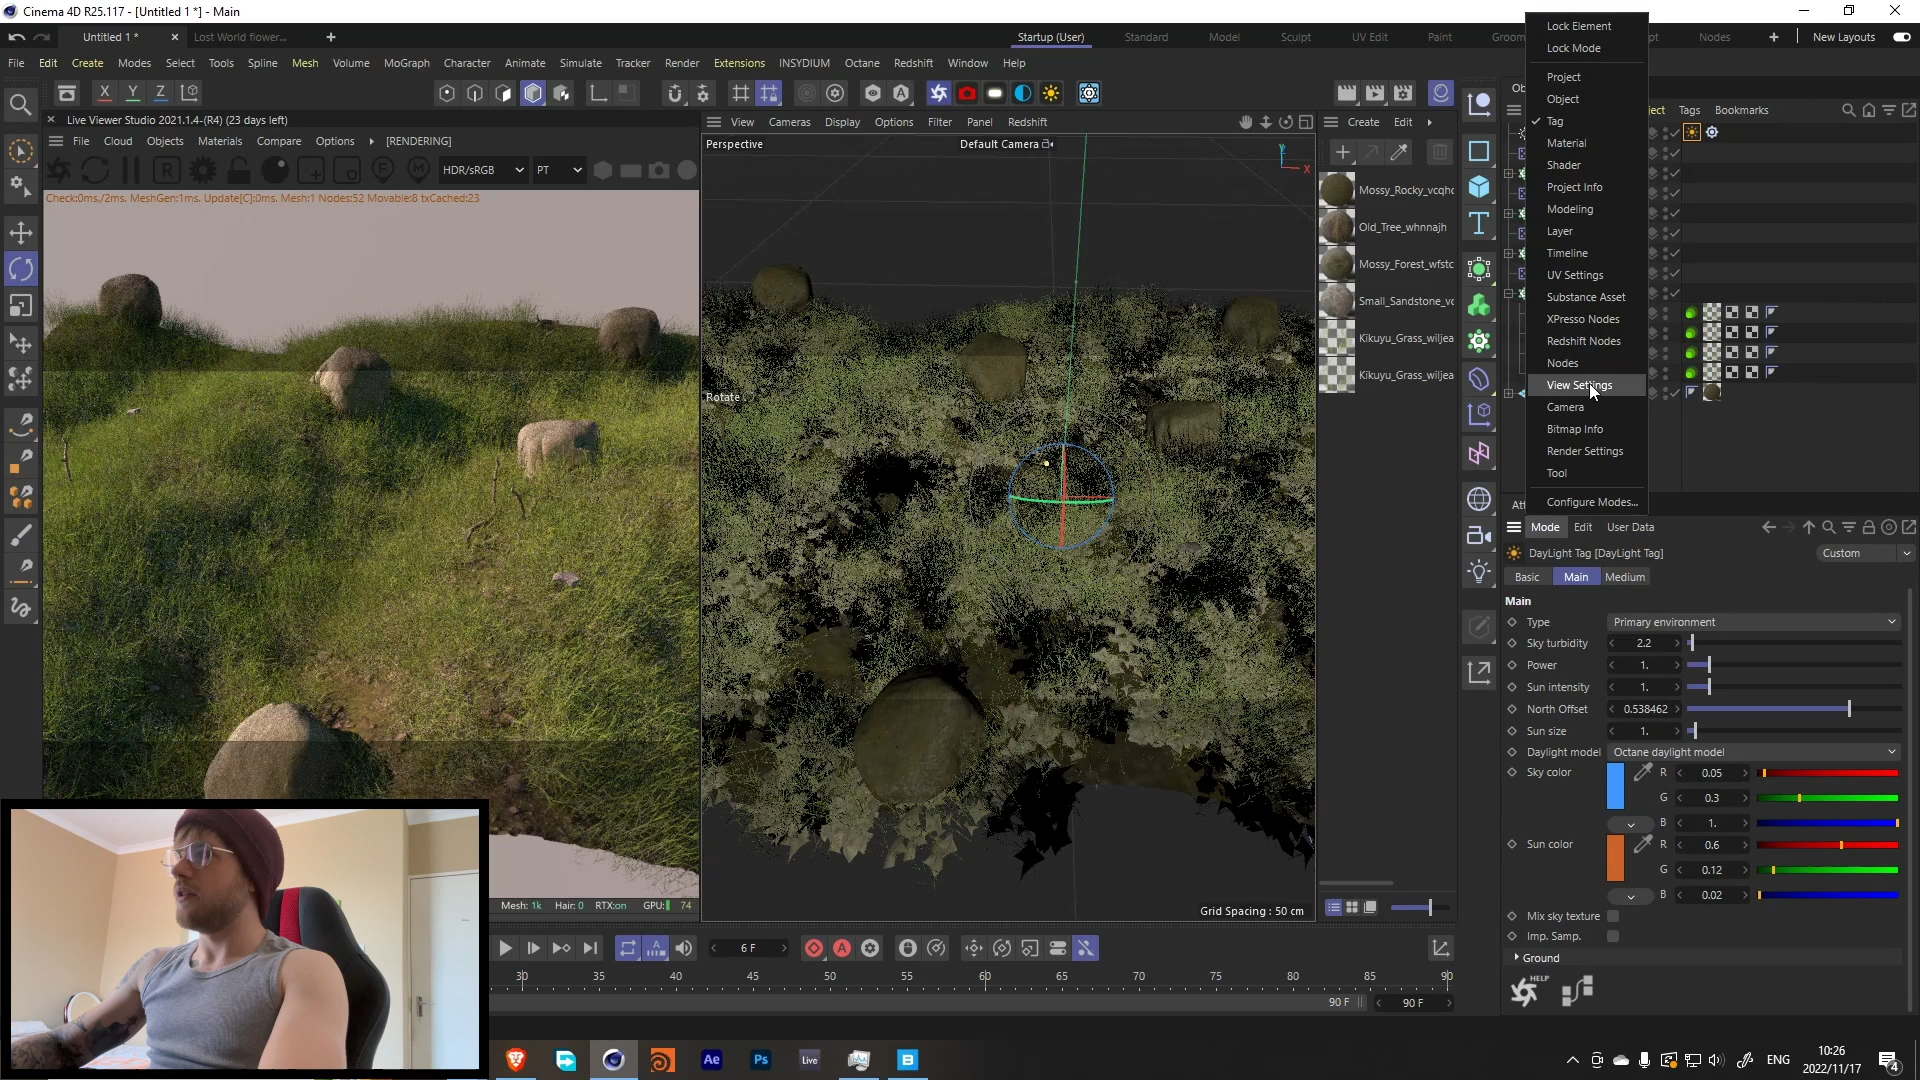 Cinema 4D R25.117 - [Untitled 1 *] - Main
Untitled 1 *
Lost World flower...
Startup (User)
Standard
Model
Sculpt
UV Edit
Paint
Groom
Nodes
New Layouts
File Edit Create Modes Select Tools Spline Mesh Volume MoGraph Character Animate Simulate Tracker Render Extensions INSYDIUM Octane Redshift Window Help
X Y Z
Live Viewer Studio 2021.1.4-(R4) (23 days left)
File Cloud Objects Materials Compare Options [RENDERING]
HDR/sRGB
PT
Check:0ms./2ms. MeshGen:1ms. Update[C]:0ms. Mesh:1 Nodes:52 Movable:8 txCached:23
Mesh: 1k Hair: 0 RTX:on GPU: 74
View Cameras Display Options Filter Panel Redshift
Perspective
Default Camera
Y
X
Rotate
Grid Spacing : 50 cm
Create Edit
Mossy_Rocky_vcqhc
Old_Tree_whnnajh
Mossy_Forest_wfstc
Small_Sandstone_vc
Kikuyu_Grass_wiljea
Kikuyu_Grass_wiljea
Lock Element
Lock Mode
Project
Object
Tag
Material
Shader
Project Info
Modeling
Layer
Timeline
UV Settings
Substance Asset
XPresso Nodes
Redshift Nodes
Nodes
View Settings
Camera
Bitmap Info
Render Settings
Tool
Configure Modes...
Tags Bookmarks
Mode Edit User Data
DayLight Tag [DayLight Tag]
Custom
Basic Main Medium
Main
Type Primary environment
Sky turbidity 2.2
Power 1.
Sun intensity 1.
North Offset 0.538462
Sun size 1.
Daylight model Octane daylight model
Sky color R 0.05
G 0.3
B 1.
Sun color R 0.6
G 0.12
B 0.02
Mix sky texture
Imp. Samp.
Ground
HELP
6 F
30 35 40 45 50 55 60 65 70 75 80 85 90
90 F
90 F
Ae
Ps
Live
B
ENG
10:26
2022/11/17
4